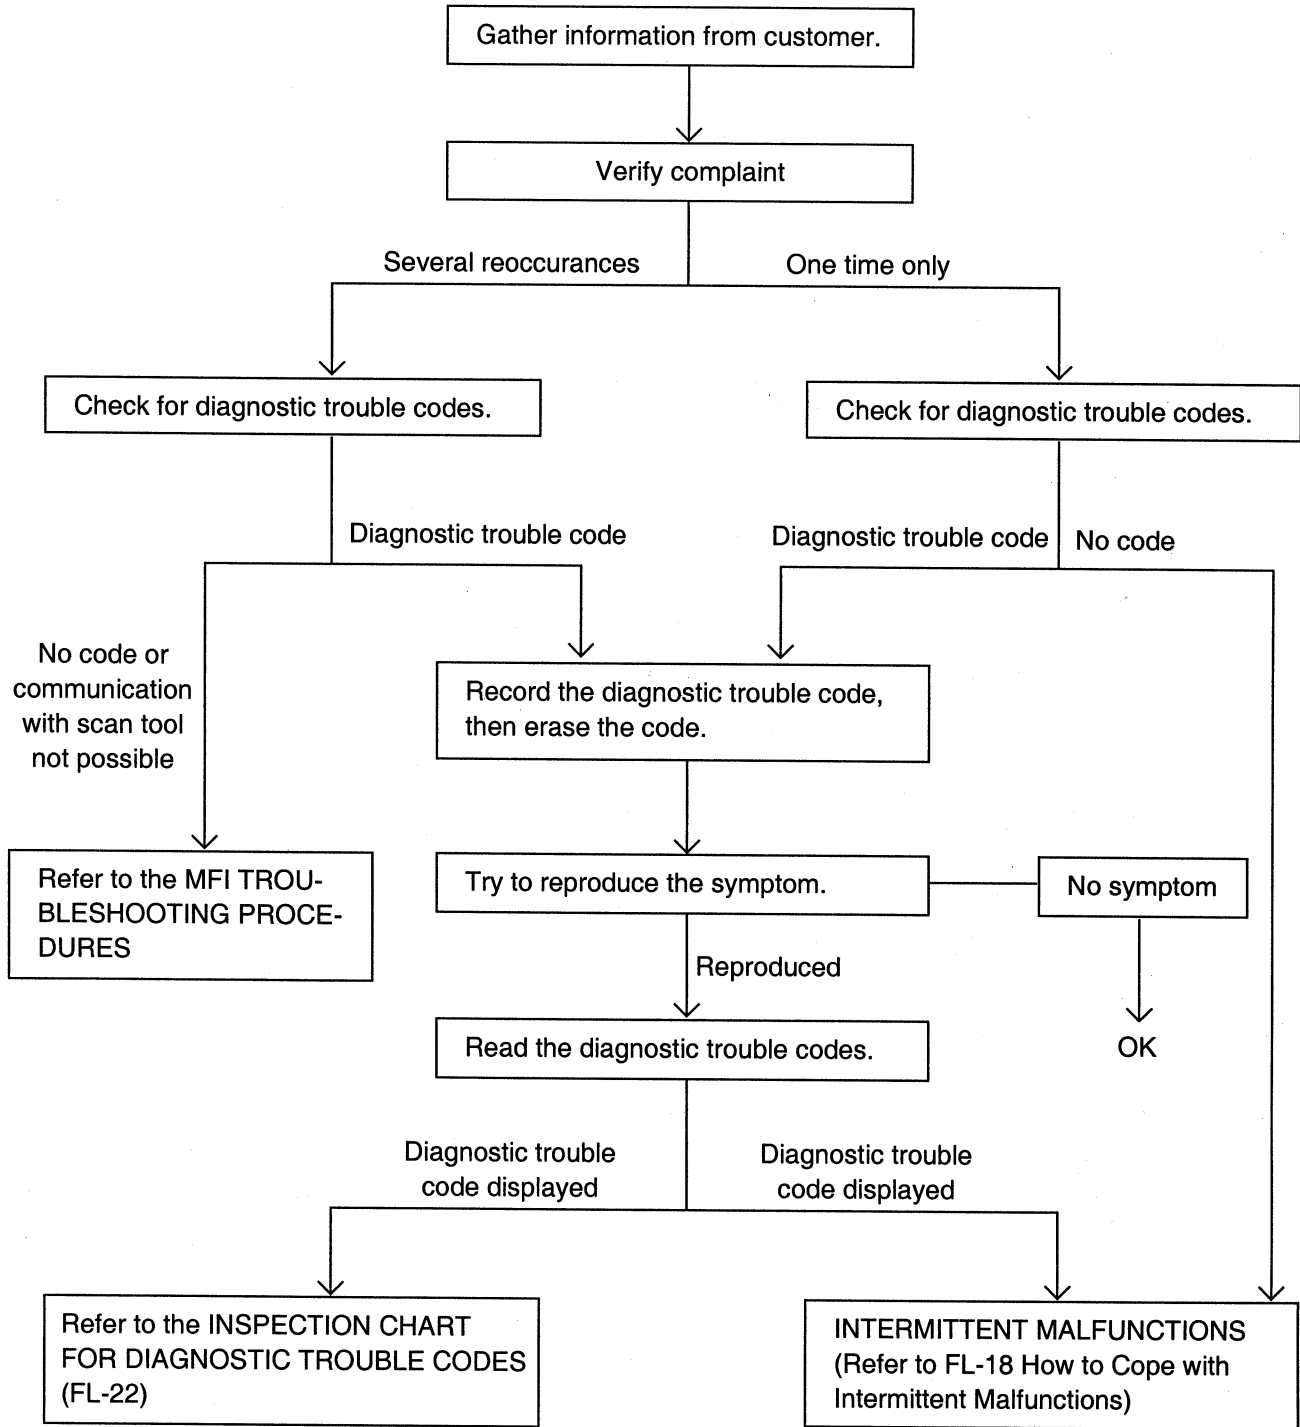 Gather information from customer.
Verify complaint
Several reoccurances
One time only
Check for diagnostic trouble codes.
Check for diagnostic trouble codes.
Diagnostic trouble code
Diagnostic trouble code
No code
No code or
communication
with scan tool
not possible
Record the diagnostic trouble code,
then erase the code.
Refer to the MFI TROU-
BLESHOOTING PROCE-
DURES
Try to reproduce the symptom.
No symptom
Reproduced
OK
Read the diagnostic trouble codes.
Diagnostic trouble
code displayed
Diagnostic trouble
code displayed
Refer to the INSPECTION CHART
FOR DIAGNOSTIC TROUBLE CODES
(FL-22)
INTERMITTENT MALFUNCTIONS
(Refer to FL-18 How to Cope with
Intermittent Malfunctions)